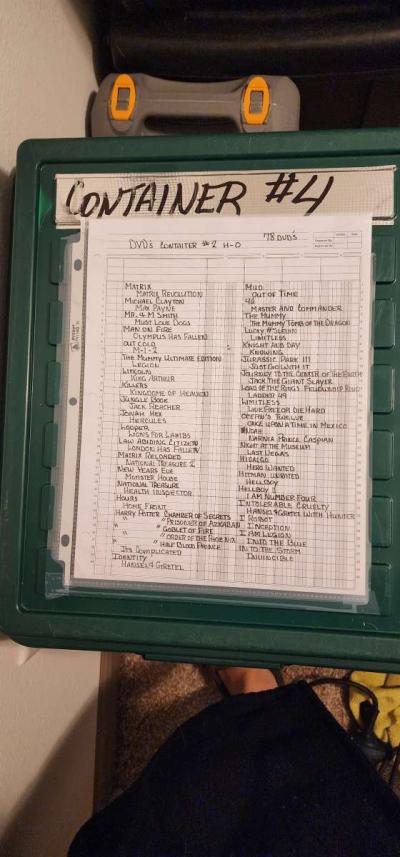 CONTAINER #4
DVD's CONTAITER #2 H-O 78 DVD's
MATRIX
MATRIX REVOLUTION
MICHAEL CLAYTON
MAX PAYNE
MR. & M SMITH
MUST LOVE DOGS
MAN ON FIRE
OLYMPUS HAS FALLEN
OUT COLD
M-I-2
THE MUMMY ULTIMATE EDITION
LEGION
LINCOLN
KING ARTHUR
KILLERS
KINGDOME OF HEAVEN
JUNGLE BOOK
JACK REACHER
JONAH HEX
HERCULES
LOOPER
LIONS FOR LAMBS
LAW ABIDING CITIZEN
LONDON HAS FALLEN
MATRIX RELOADED
NATIONAL TREASURE 2
NEW YEARS EVE
MONSTER HOUSE
NATIONAL TREASURE
HEALTH INSPECTOR
HOURS
HOME FRONT
HARRY POTTER CHAMBER OF SECRETS
" " PRISONER OF AZKABAN
" " GOBLET OF FIRE
" " ORDER OF THE PHOENIX
" " HALF BLOOD PRINCE
ITS COMPLICATED
IDENTITY
HANSEL & GRETEL
MUD
OUT OF TIME
MASTER AND COMMANDER
THE MUMMY
THE MUMMY TOMB OF THE DRAGON
LUCKY # SLEVIN
LIMITLESS
KNIGHT AND DAY
KNOWING
JURASSIC PARK III
JUST GO WITH IT
JOURNEY TO THE CENTER OF THE EARTH
JACK THE GIANT SLAYER
LORD OF THE RINGS FELLOWSHIP RING
LADDER 49
LIMITLESS
LIVE FREE OR DIE HARD
OCEAN'S TWELVE
ONCE UPON A TIME IN MEXICO
NOAH
NARNIA PRINCE CASPIAN
NIGHT AT THE MUSEUM
LAST VEGAS
HIDALGO
HERO WANTED
HITMAN UNRATED
HELLBOY
HELLBOY II
I AM NUMBER FOUR
INTOLERABLE CRUELTY
HANSEL & GRETEL WITCH HUNTER
I ROBOT
INCEPTION
I AM LEGION
INTO THE BLUE
INTO THE STORM
INVINCIBLE